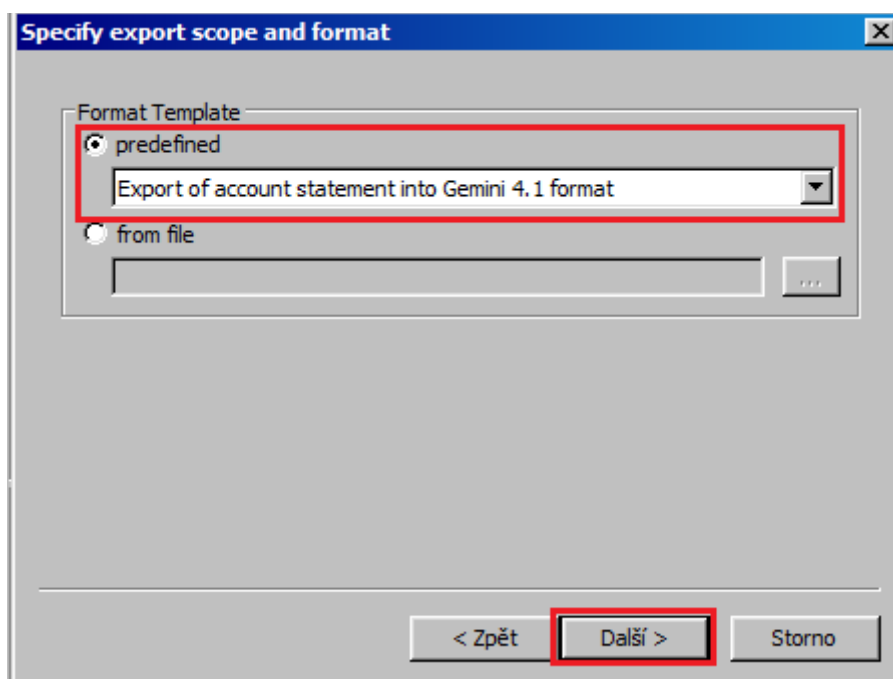 Specify export scope and format
Format Template
predefined
Export of account statement into Gemini 4.1 format
from file
...
< Zpět Další > Storno